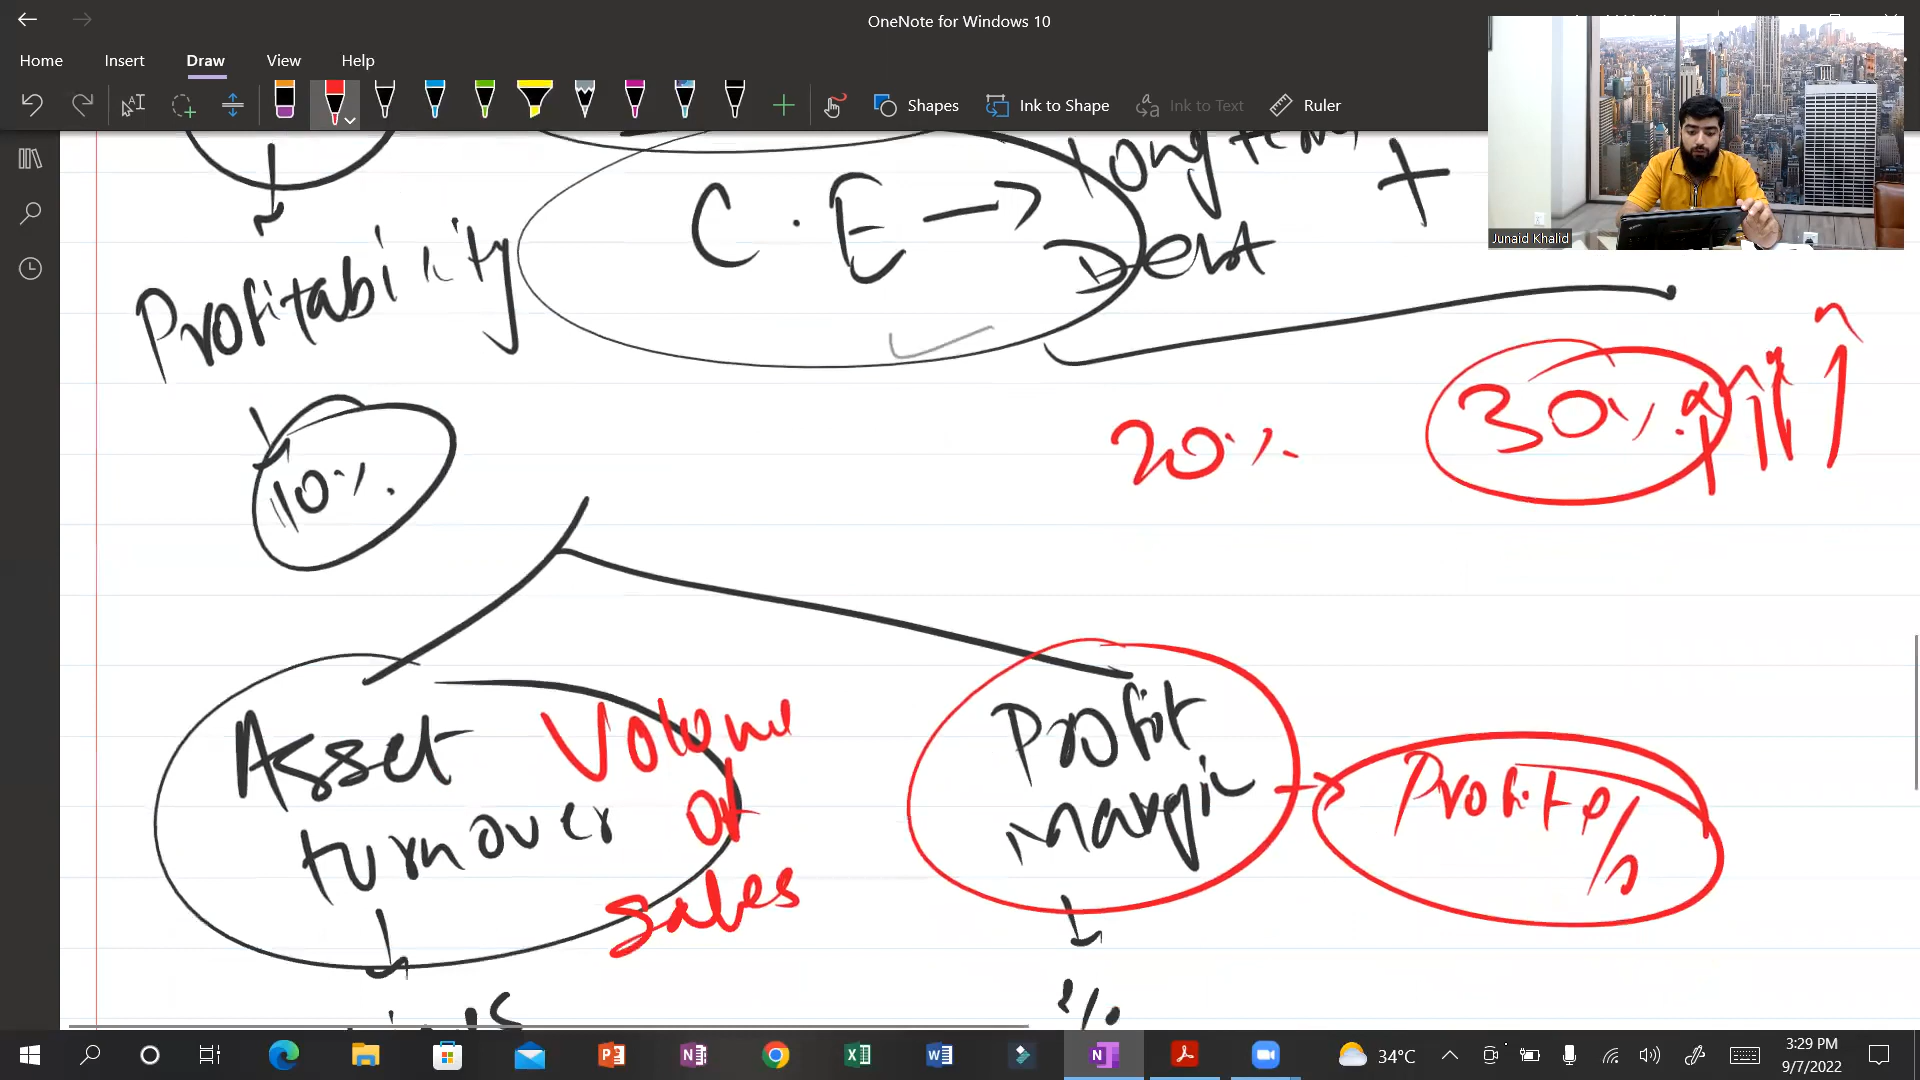 OneNote for Windows 10
Home Insert Draw View Help
Shapes Ink to Shape Ink to Text Ruler
Junaid Khalid
Long term
C.E → Debt +
Profitability
10%.
20%
30%
Asset turnover
Volume of sales
Profit margin
Profit
%
34°C
3:29 PM
9/7/2022